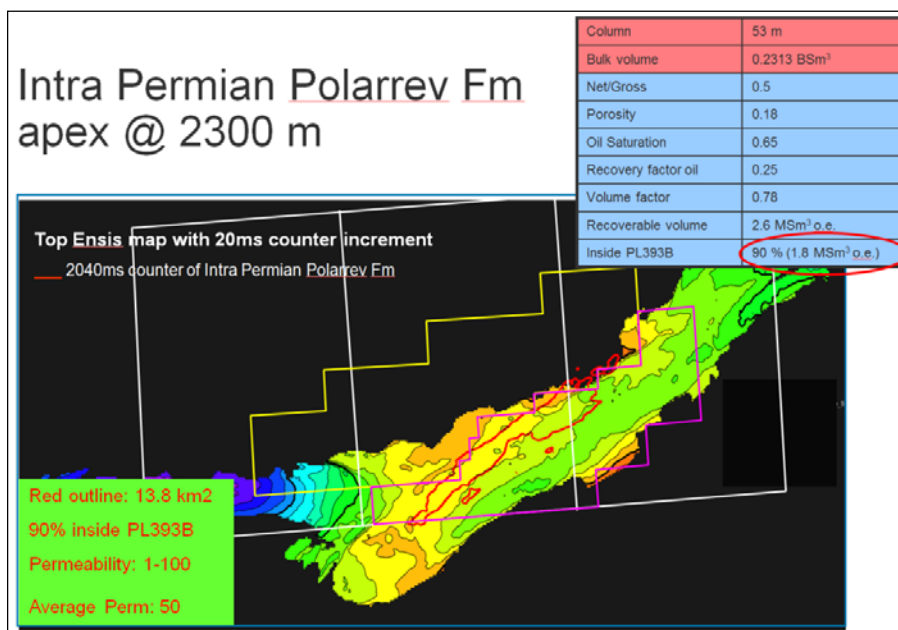 Intra Permian Polarrev Fm
apex @ 2300 m
Column 53 m
Bulk volume 0.2313 BSm³
Net/Gross 0.5
Porosity 0.18
Oil Saturation 0.65
Recovery factor oil 0.25
Volume factor 0.78
Recoverable volume 2.6 MSm³ o.e.
Inside PL393B 90 % (1.8 MSm³ o.e.)
Top Ensis map with 20ms counter increment
2040ms counter of Intra Permian Polarrev Fm
Red outline: 13.8 km2
90% inside PL393B
Permeability: 1-100
Average Perm: 50